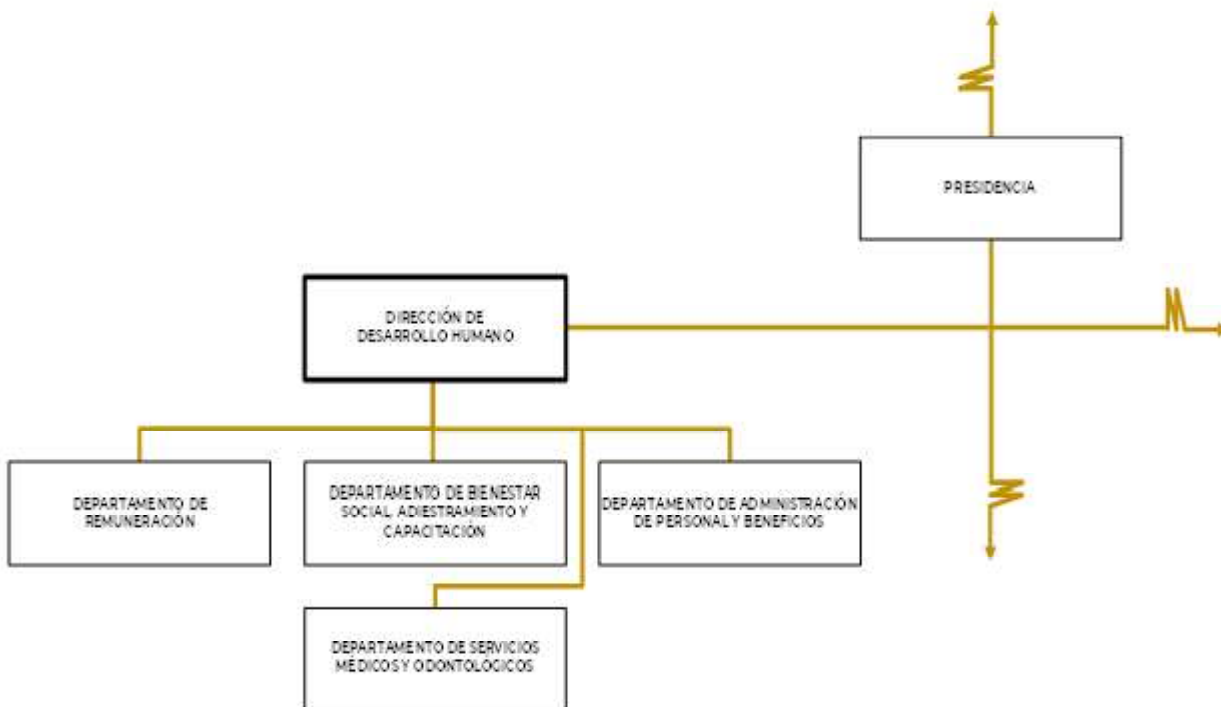 PRESIDENCIA
DIRECCIÓN DE
DESARROLLO HUMANO
DEPARTAMENTO DE
REMUNERACIÓN
DEPARTAMENTO DE BIENESTAR
SOCIAL, ADIESTRAMIENTO Y
CAPACITACIÓN
DEPARTAMENTO DE ADMINISTRACIÓN
DE PERSONAL Y BENEFICIOS
DEPARTAMENTO DE SERVICIOS
MÉDICOS Y ODONTOLÓGICOS